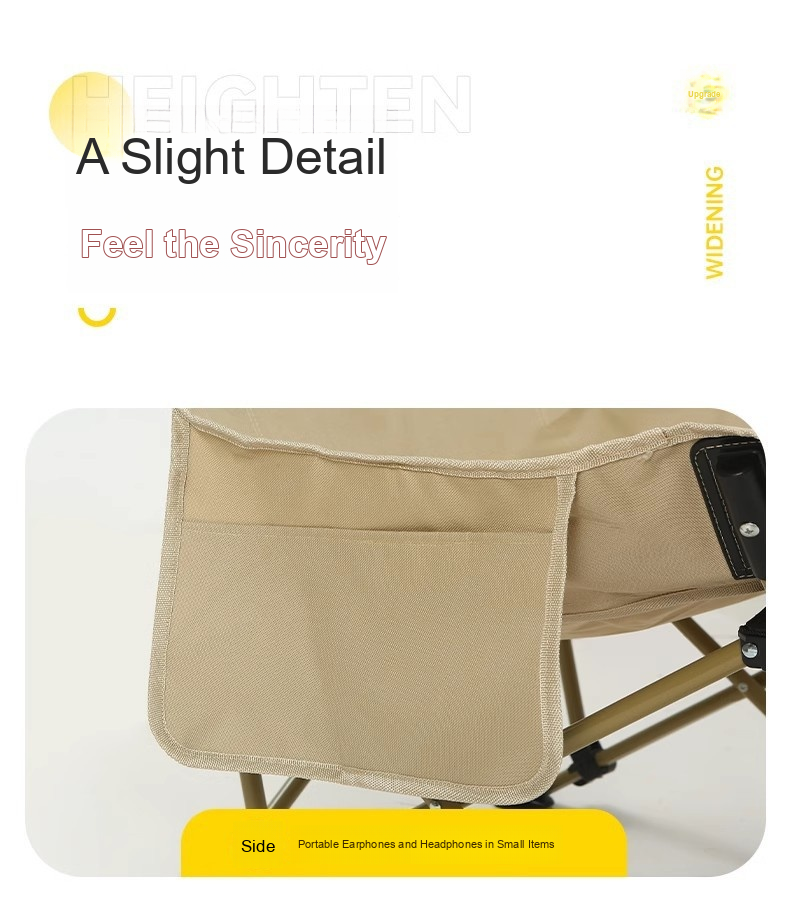 HEIGHTEN
A Slight Detail
Feel the Sincerity
Upgrade
WIDENING
Side
Portable Earphones and Headphones in Small Items